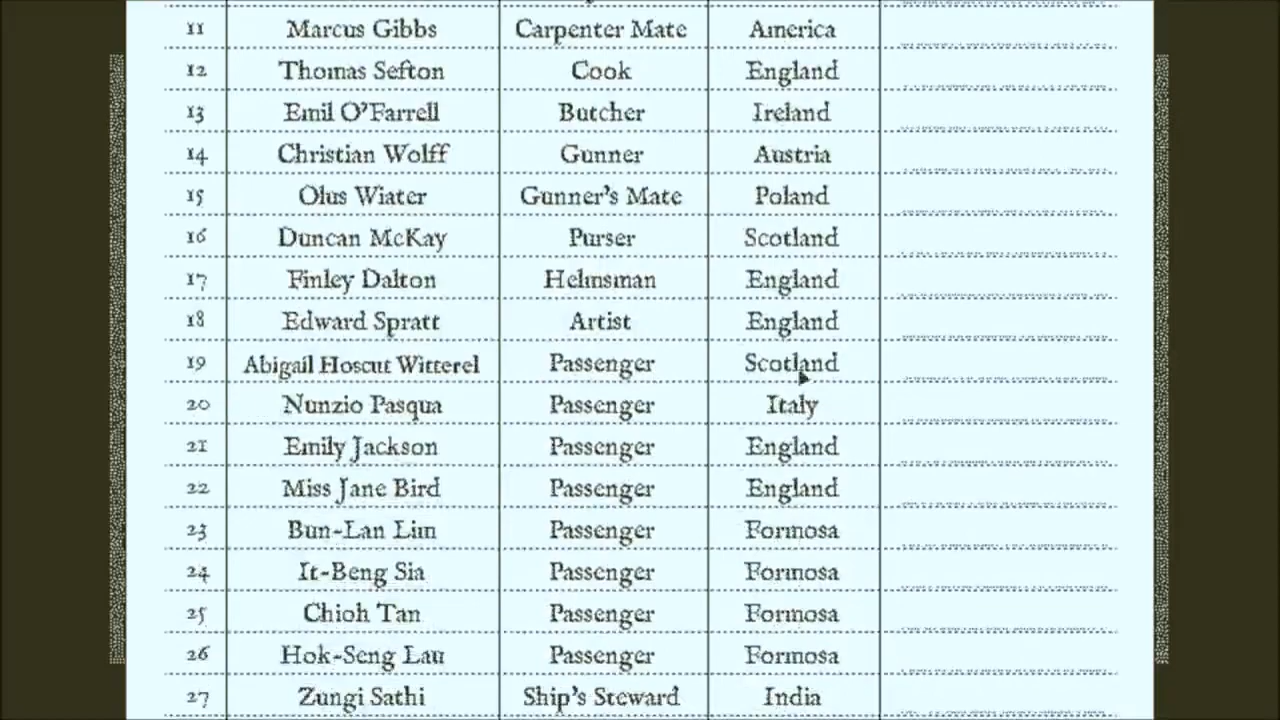 11 Marcus Gibbs Carpenter Mate America
12 Thomas Sefton Cook England
13 Emil O'Farrell Butcher Ireland
14 Christian Wolff Gunner Austria
15 Olus Wiater Gunner's Mate Poland
16 Duncan McKay Purser Scotland
17 Finley Dalton Helmsman England
18 Edward Spratt Artist England
19 Abigail Hoscut Witterel Passenger Scotland
20 Nunzio Pasqua Passenger Italy
21 Emily Jackson Passenger England
22 Miss Jane Bird Passenger England
23 Bun-Lan Lim Passenger Formosa
24 It-Beng Sia Passenger Formosa
25 Chioh Tan Passenger Formosa
26 Hok-Seng Lau Passenger Formosa
27 Zungi Sathi Ship's Steward India